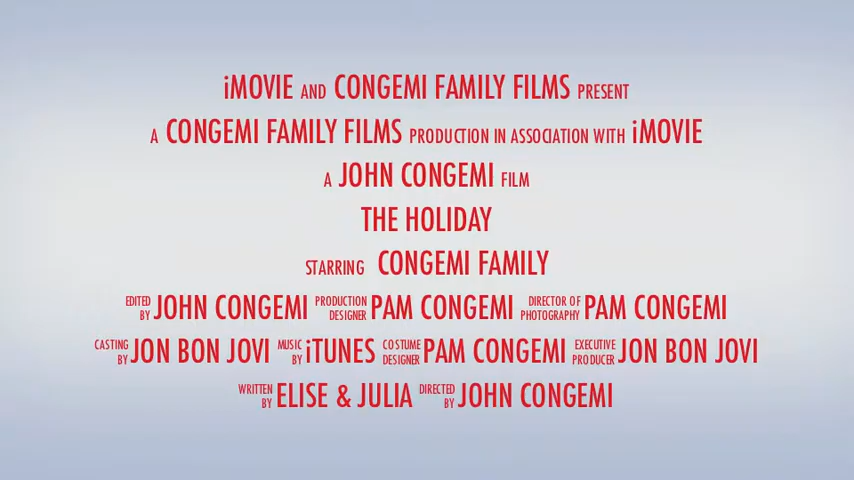 iMOVIE AND CONGEMI FAMILY FILMS PRESENT
A CONGEMI FAMILY FILMS PRODUCTION IN ASSOCIATION WITH iMOVIE
A JOHN CONGEMI FILM
THE HOLIDAY
STARRING CONGEMI FAMILY
EDITED BY JOHN CONGEMI PRODUCTION DESIGNER PAM CONGEMI DIRECTOR OF PHOTOGRAPHY PAM CONGEMI
CASTING BY JON BON JOVI MUSIC BY iTUNES COSTUME DESIGNER PAM CONGEMI EXECUTIVE PRODUCER JON BON JOVI
WRITTEN BY ELISE & JULIA DIRECTED BY JOHN CONGEMI